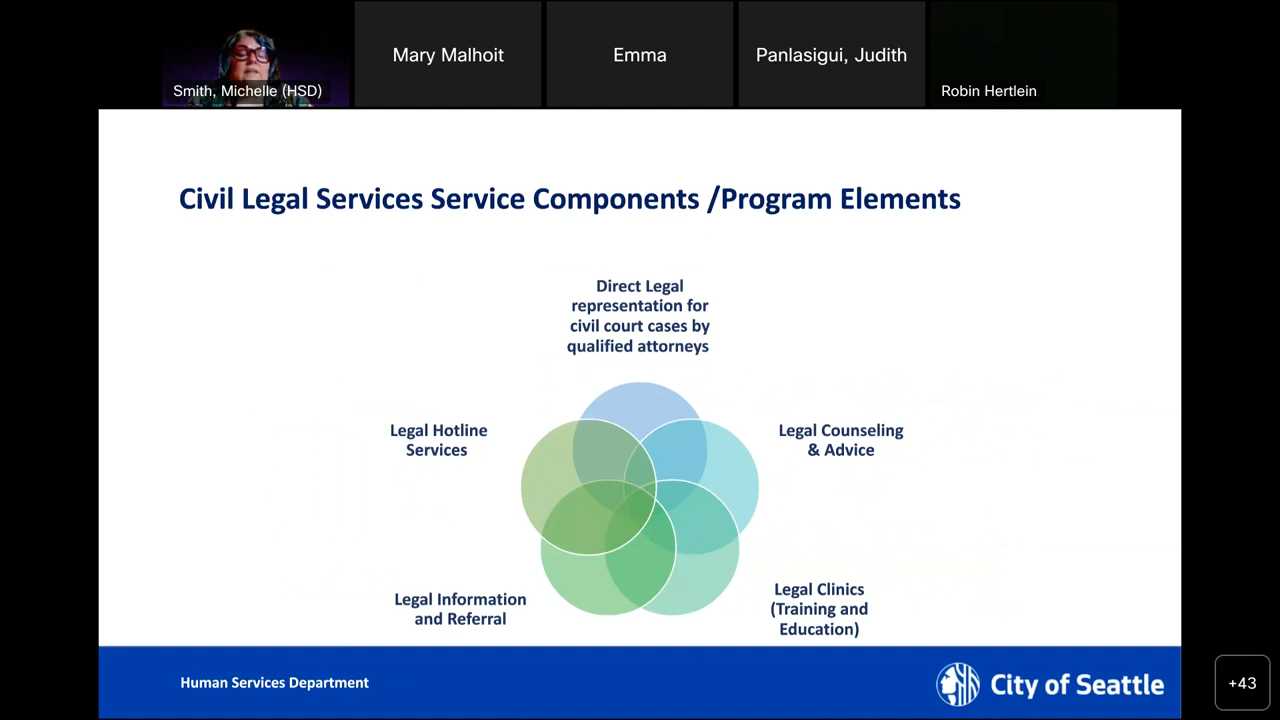 Smith, Michelle (HSD)
Mary Malhoit
Emma
Panlasigui, Judith
Robin Hertlein
Civil Legal Services Service Components /Program Elements
Direct Legal
representation for
civil court cases by
qualified attorneys
Legal Hotline
Services
Legal Counseling
& Advice
Legal Information
and Referral
Legal Clinics
(Training and
Education)
Human Services Department
City of Seattle
+43